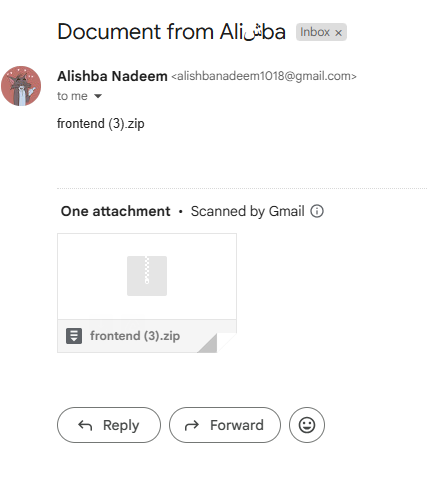 Document from Aliشba Inbox ×
Alishba Nadeem <alishbanadeem1018@gmail.com>
to me
frontend (3).zip
One attachment • Scanned by Gmail
frontend (3).zip
Reply Forward